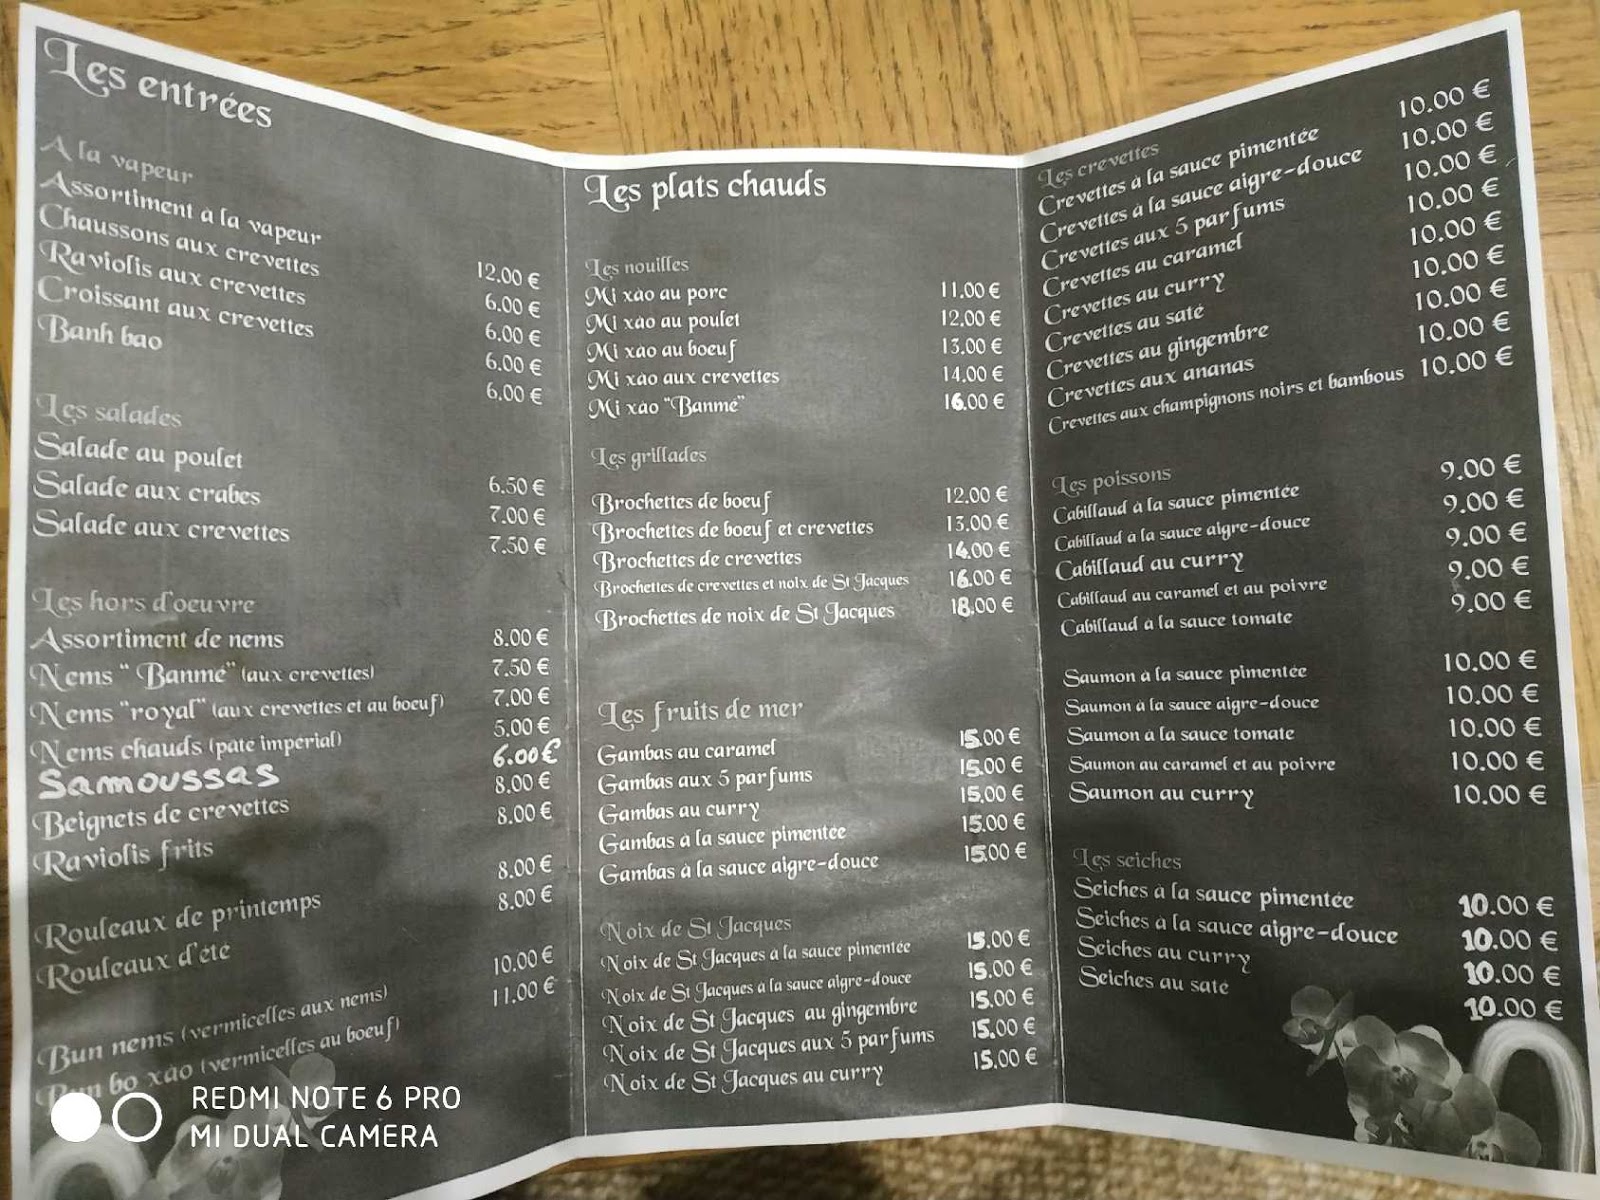 Les entrées
A la vapeur
Assortiment à la vapeur 12.00 €
Chaussons aux crevettes 6.00 €
Raviolis aux crevettes 6.00 €
Croissant aux crevettes 6.00 €
Banh bao 6.00 €
Les salades
Salade au poulet 6.50 €
Salade aux crabes 7.00 €
Salade aux crevettes 7.50 €
Les hors d'oeuvre
Assortiment de nems 8.00 €
Nems " Banmé" (aux crevettes) 7.50 €
Nems "royal" (aux crevettes et au boeuf) 7.00 €
Nems chauds (pate impérial) 5.00 €
SAMOUSSAS 6.00 €
Beignets de crevettes 8.00 €
Raviolis frits 8.00 €
Rouleaux de printemps 8.00 €
Rouleaux d'été 8.00 €
Bun nems (vermicelles aux nems) 10.00 €
Bun bo xào (vermicelles au boeuf) 11.00 €
Les plats chauds
Les nouilles
Mi xào au porc 11.00 €
Mi xào au poulet 12.00 €
Mi xào au boeuf 13.00 €
Mi xào aux crevettes 14.00 €
Mi xào "Banmé" 16.00 €
Les grillades
Brochettes de boeuf 12.00 €
Brochettes de boeuf et crevettes 13.00 €
Brochettes de crevettes 14.00 €
Brochettes de crevettes et noix de St Jacques 16.00 €
Brochettes de noix de St Jacques 18.00 €
Les fruits de mer
Gambas au caramel 15.00 €
Gambas aux 5 parfums 15.00 €
Gambas au curry 15.00 €
Gambas à la sauce pimentée 15.00 €
Gambas à la sauce aigre-douce 15.00 €
Noix de St Jacques
Noix de St Jacques à la sauce pimentée 15.00 €
Noix de St Jacques à la sauce aigre-douce 15.00 €
Noix de St Jacques au gingembre 15.00 €
Noix de St Jacques aux 5 parfums 15.00 €
Noix de St Jacques au curry 15.00 €
Les crevettes
Crevettes à la sauce pimentée 10.00 €
Crevettes à la sauce aigre-douce 10.00 €
Crevettes aux 5 parfums 10.00 €
Crevettes au caramel 10.00 €
Crevettes au curry 10.00 €
Crevettes au saté 10.00 €
Crevettes au gingembre 10.00 €
Crevettes aux ananas 10.00 €
Crevettes aux champignons noirs et bambous 10.00 €
Les poissons
Cabillaud à la sauce pimentée 9.00 €
Cabillaud à la sauce aigre-douce 9.00 €
Cabillaud au curry 9.00 €
Cabillaud au caramel et au poivre 9.00 €
Cabillaud à la sauce tomate 9.00 €
Saumon à la sauce pimentée 10.00 €
Saumon à la sauce aigre-douce 10.00 €
Saumon à la sauce tomate 10.00 €
Saumon au caramel et au poivre 10.00 €
Saumon au curry 10.00 €
Les seiches
Seiches à la sauce pimentée 10.00 €
Seiches à la sauce aigre-douce 10.00 €
Seiches au curry 10.00 €
Seiches au saté 10.00 €
REDMI NOTE 6 PRO
MI DUAL CAMERA